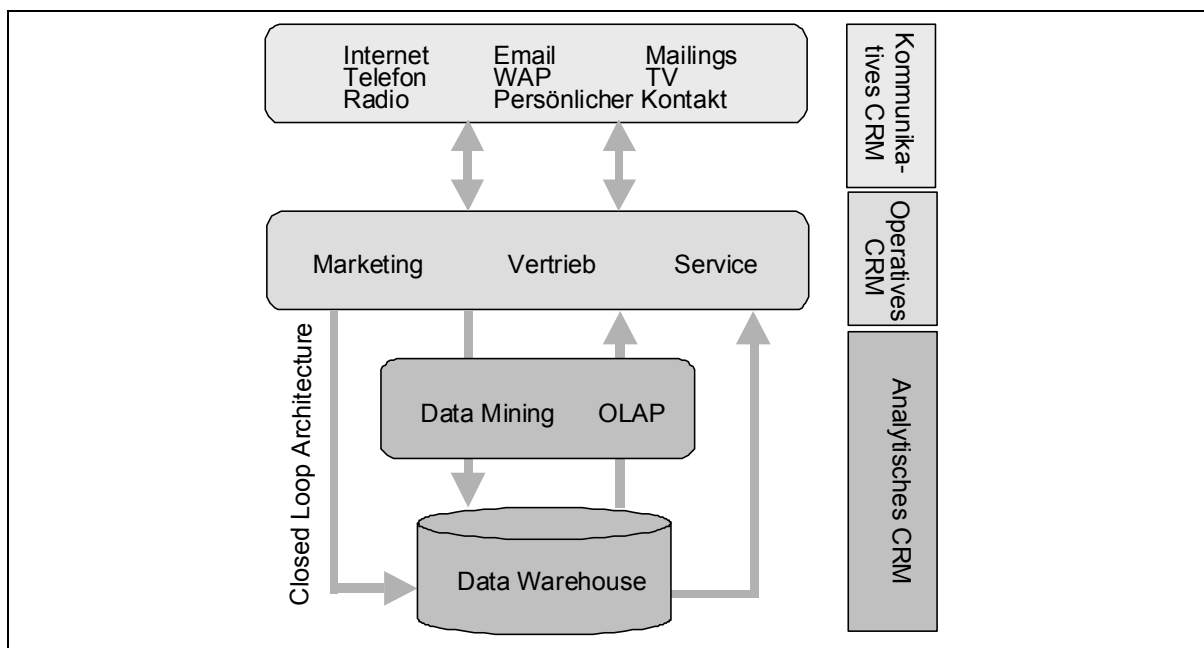 Internet Email Mailings
Telefon WAP TV
Radio Persönlicher Kontakt
Kommunika-
tives CRM
Marketing Vertrieb Service
Operatives
CRM
Closed Loop Architecture
Data Mining OLAP
Analytisches CRM
Data Warehouse